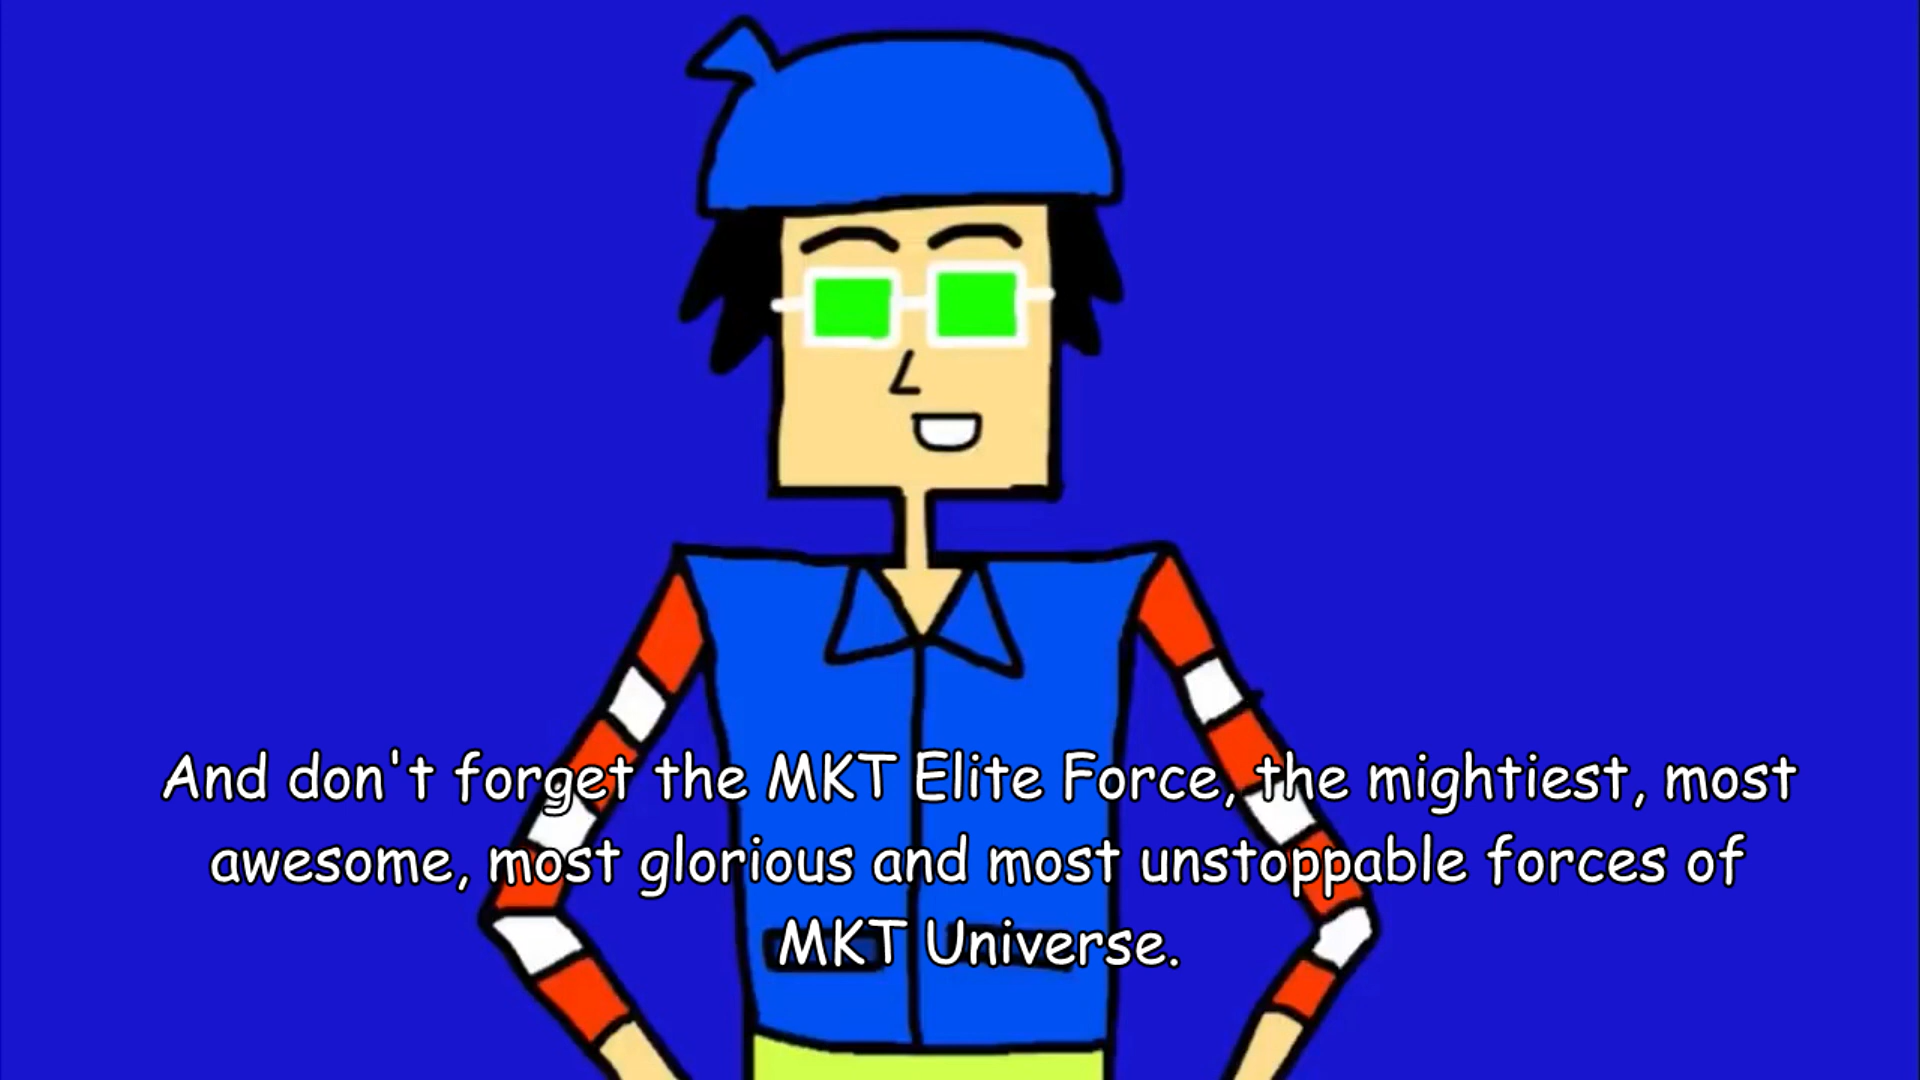 And don't forget the MKT Elite Force, the mightiest, most
awesome, most glorious and most unstoppable forces of
MKT Universe.